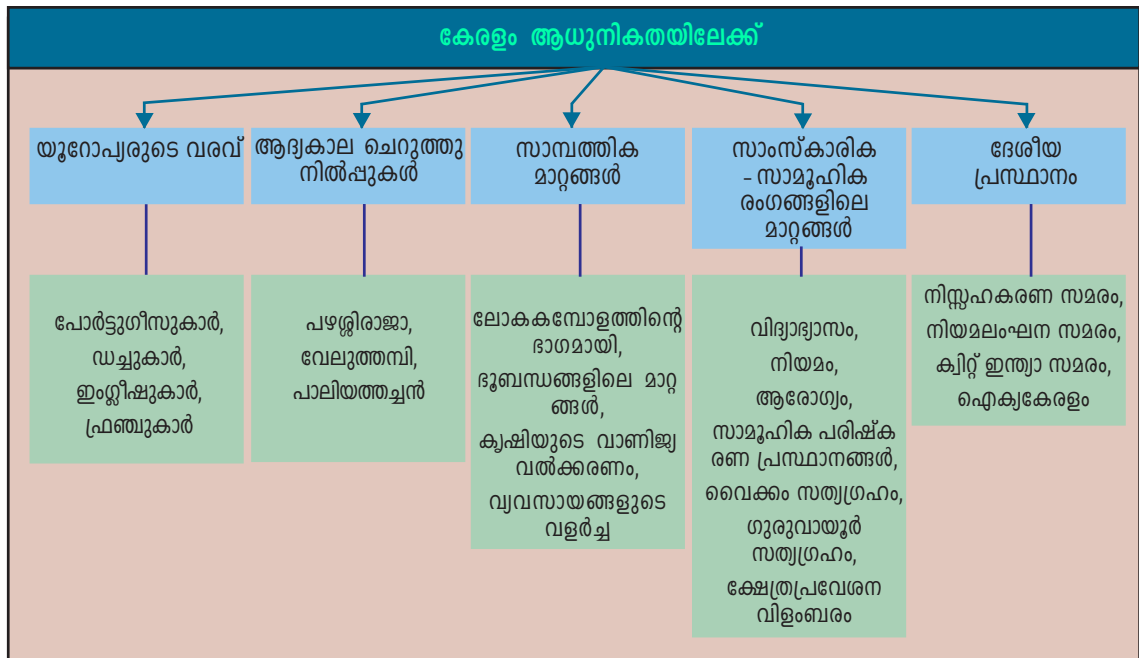 കേരളം ആധുനികതയിലേക്ക്
യൂറോപ്യരുടെ വരവ്
ആദ്യകാല ചെറുത്തു
നിൽപ്പുകൾ
സാമ്പത്തിക
മാറ്റങ്ങൾ
സാംസ്കാരിക
- സാമൂഹിക
രംഗങ്ങളിലെ
മാറ്റങ്ങൾ
ദേശീയ
പ്രസ്ഥാനം
പോർട്ടുഗീസുകാർ,
ഡച്ചുകാർ,
ഇംഗ്ലീഷുകാർ,
ഫ്രഞ്ചുകാർ
പഴശ്ശിരാജാ,
വേലുത്തമ്പി,
പാലിയത്തച്ചൻ
ലോകകമ്പോളത്തിന്റെ
ഭാഗമായി,
ഭൂബന്ധങ്ങളിലെ മാറ്റ
ങ്ങൾ,
കൃഷിയുടെ വാണിജ്യ
വൽക്കരണം,
വ്യവസായങ്ങളുടെ
വളർച്ച
വിദ്യാഭ്യാസം,
നിയമം,
ആരോഗ്യം,
സാമൂഹിക പരിഷ്ക
രണ പ്രസ്ഥാനങ്ങൾ,
വൈക്കം സത്യഗ്രഹം,
ഗുരുവായൂർ
സത്യഗ്രഹം,
ക്ഷേത്രപ്രവേശന
വിളംബരം
നിസ്സഹകരണ സമരം,
നിയമലംഘന സമരം,
ക്വിറ്റ് ഇന്ത്യാ സമരം,
ഐക്യകേരളം